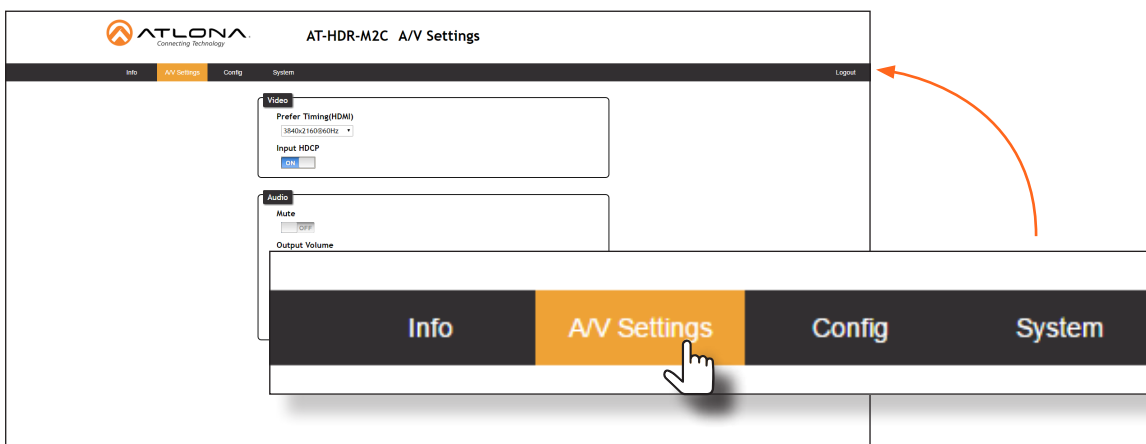 ATLONA.
Connecting Technology
AT-HDR-M2C A/V Settings
Info A/V Settings Config System Logout
Video
Prefer Timing(HDMI)
3840x2160@60Hz
Input HDCP
ON
Audio
Mute
OFF
Output Volume
Info A/V Settings Config System